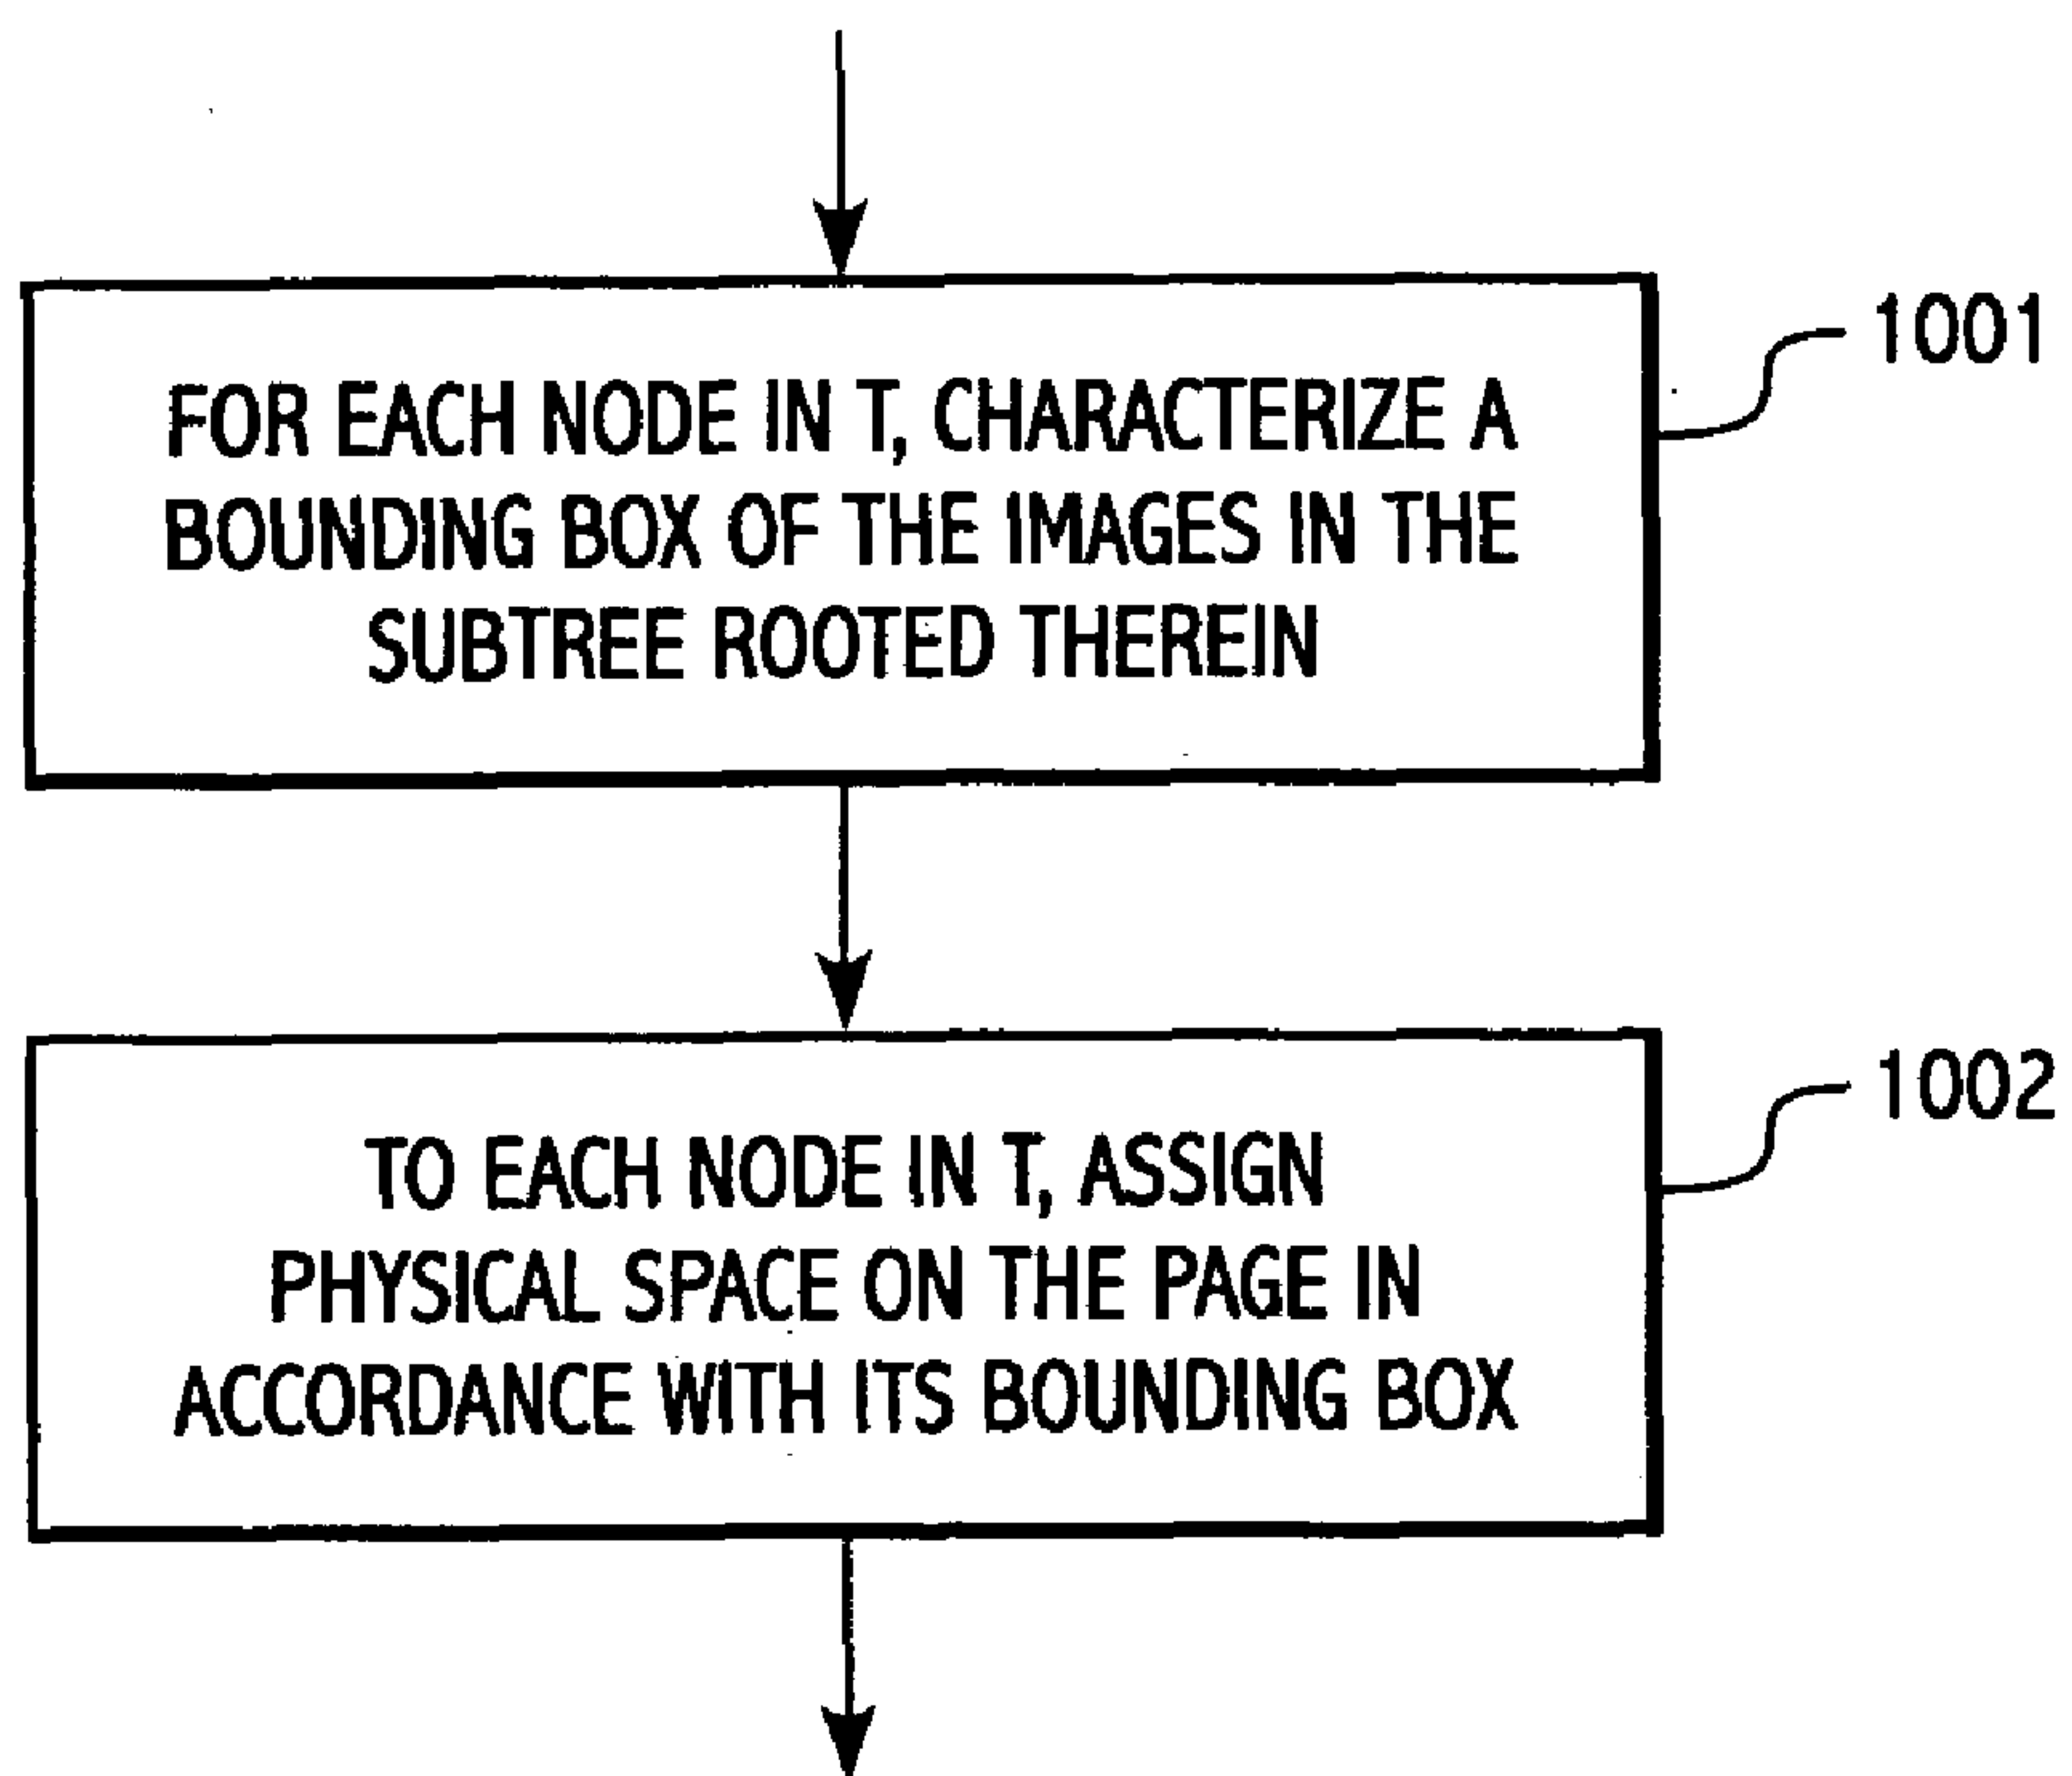 1001
FOR EACH NODE IN T, CHARACTERIZE A
BOUNDING BOX OF THE IMAGES IN THE
SUBTREE ROOTED THEREIN
1002
TO EACH NODE IN T, ASSIGN
PHYSICAL SPACE ON THE PAGE IN
ACCORDANCE WITH ITS BOUNDING BOX